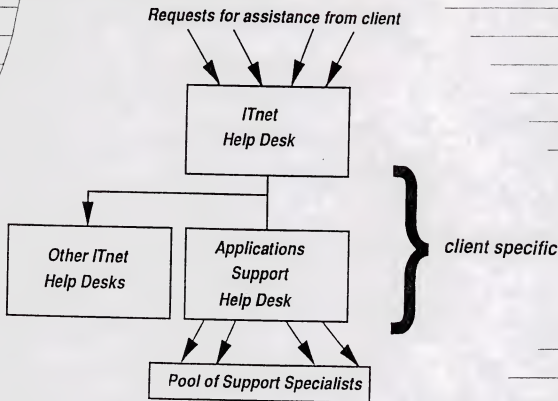 Requests for assistance from client
ITnet
Help Desk
Other ITnet
Help Desks
Applications
Support
Help Desk
client specific
Pool of Support Specialists